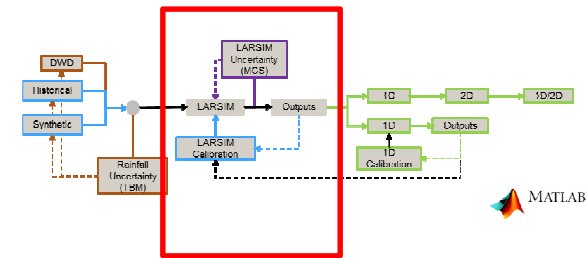 DWD
Historical
Synthetic
Rainfall
Uncertainty
(TBM)
LARSIM
Uncertainty
(MCS)
LARSIM
Outputs
LARSIM
Calibration
1D
2D
1D/2D
1D
Outputs
1D
Calibration
MATLAB